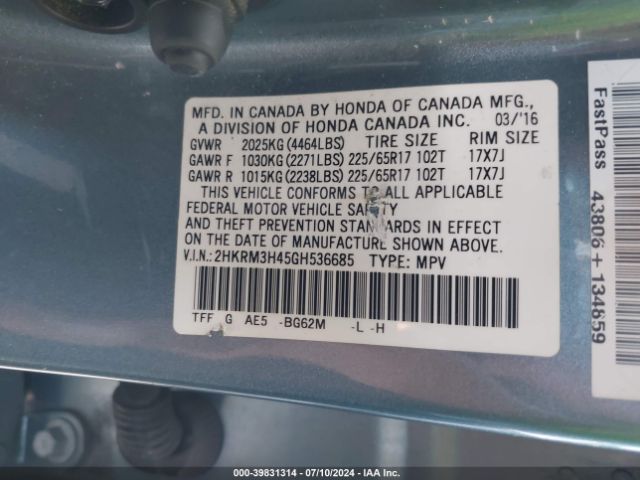 MFD. IN CANADA BY HONDA OF CANADA MFG.,
A DIVISION OF HONDA CANADA INC. 03/'16
GVWR 2025KG (4464LBS) TIRE SIZE RIM SIZE
GAWR F 1030KG (2271LBS) 225/65R17 102T 17X7J
GAWR R 1015KG (2238LBS) 225/65R17 102T 17X7J
THIS VEHICLE CONFORMS TO ALL APPLICABLE
FEDERAL MOTOR VEHICLE SAFETY
AND THEFT PREVENTION STANDARDS IN EFFECT
ON THE DATE OF MANUFACTURE SHOWN ABOVE.
V.I.N.: 2HKRM3H45GH536685 TYPE: MPV
TFF G AE5 -BG62M -L -H
FastPass 43806 + 134859
000-39831314 / 07/10/2024 - IAA Inc.